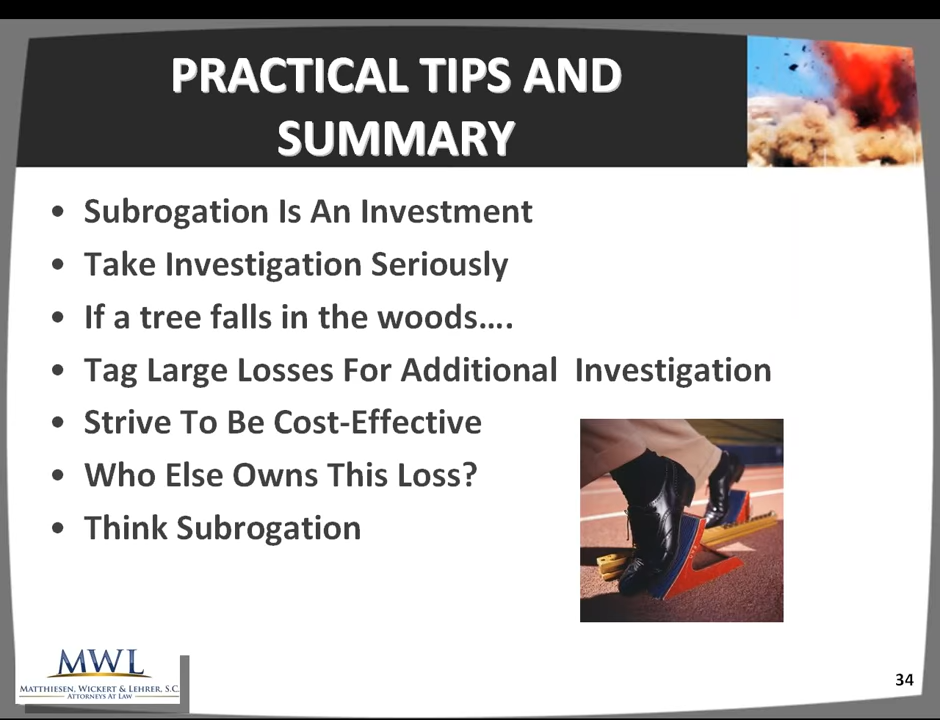 PRACTICAL TIPS AND
SUMMARY
• Subrogation Is An Investment
• Take Investigation Seriously
• If a tree falls in the woods....
• Tag Large Losses For Additional Investigation
• Strive To Be Cost-Effective
• Who Else Owns This Loss?
• Think Subrogation
MWL
MATTHIESEN, WICKERT & LEHRER, S.C.
ATTORNEYS AT LAW
34